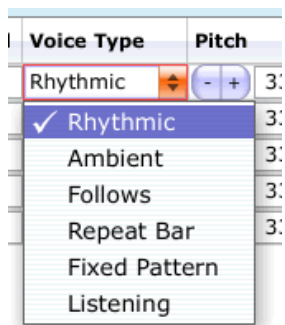 Voice Type Pitch
Rhythmic - +
✓ Rhythmic
Ambient
Follows
Repeat Bar
Fixed Pattern
Listening